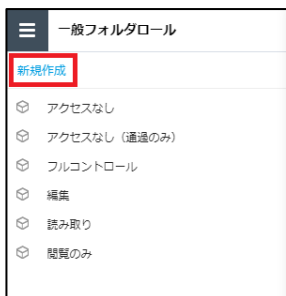 一般フォルダロール
新規作成
アクセスなし
アクセスなし（通過のみ）
フルコントロール
編集
読み取り
閲覧のみ